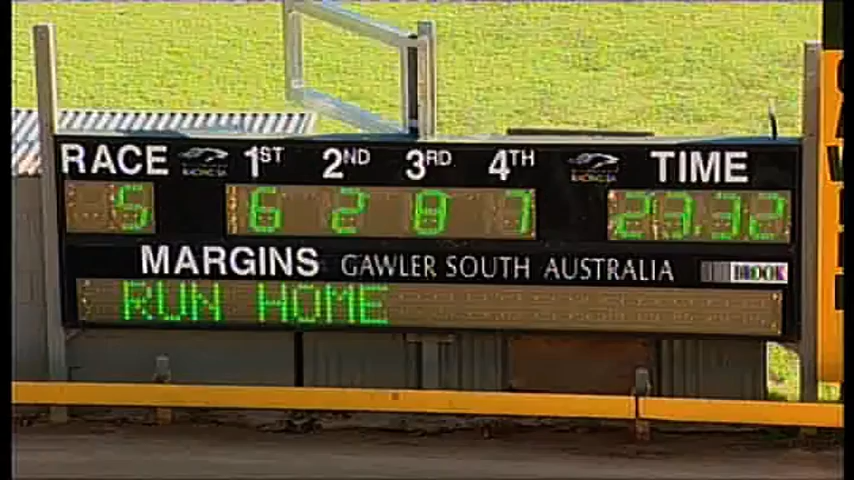 RACE 1ST 2ND 3RD 4TH TIME
5 6 2 8 7 23.32
MARGINS GAWLER SOUTH AUSTRALIA BROOK
RUN HOME